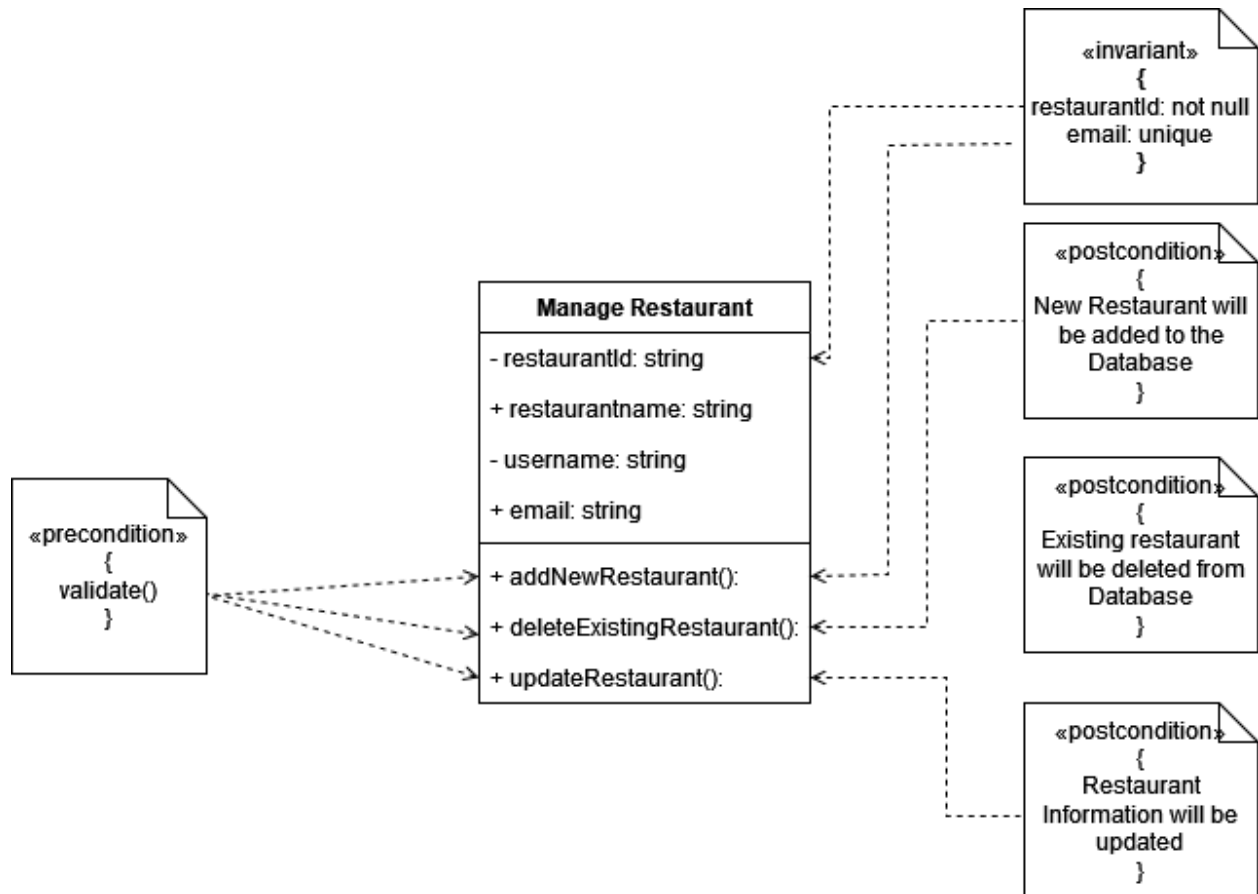 «invariant»
{
restaurantId: not null
email: unique
}
«postcondition»
{
New Restaurant will
be added to the
Database
}
Manage Restaurant
- restaurantId: string
+ restaurantname: string
- username: string
+ email: string
+ addNewRestaurant():
+ deleteExistingRestaurant():
+ updateRestaurant():
«precondition»
{
validate()
}
«postcondition»
{
Existing restaurant
will be deleted from
Database
}
«postcondition»
{
Restaurant
Information will be
updated
}